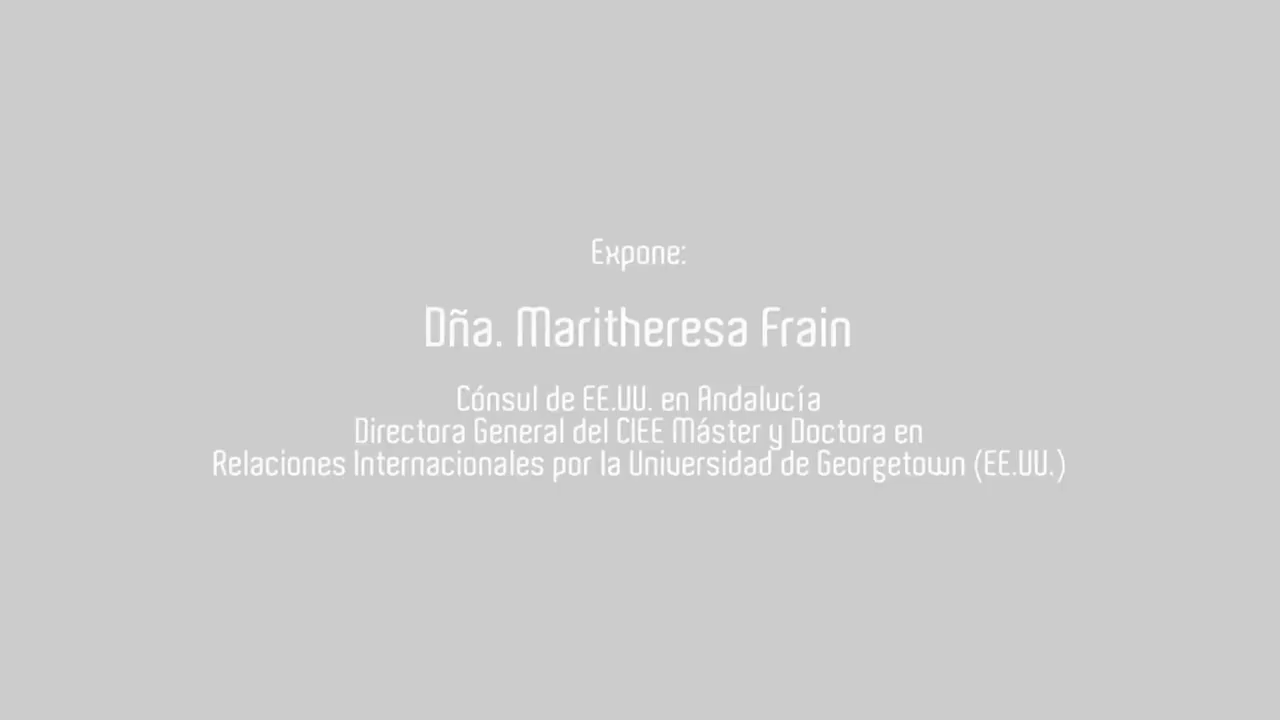 Expone:
Dña. Maritheresa Frain
Cónsul de EE.UU. en Andalucía
Directora General del CIEE Máster y Doctora en
Relaciones Internacionales por la Universidad de Georgetown (EE.UU.)